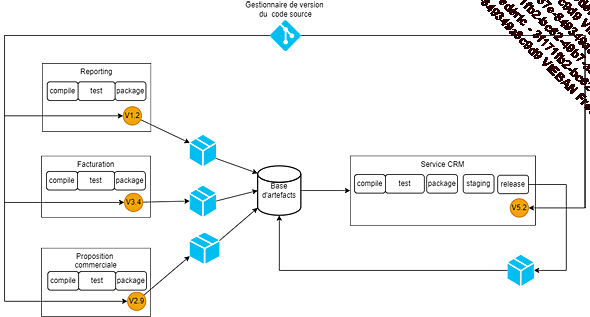 Gestionnaire de version
du code source
Reporting
compile test package
V1.2
Facturation
compile test package
V3.4
Proposition
commerciale
compile test package
V2.9
Base
d'artefacts
Service CRM
compile test package staging release
V5.2